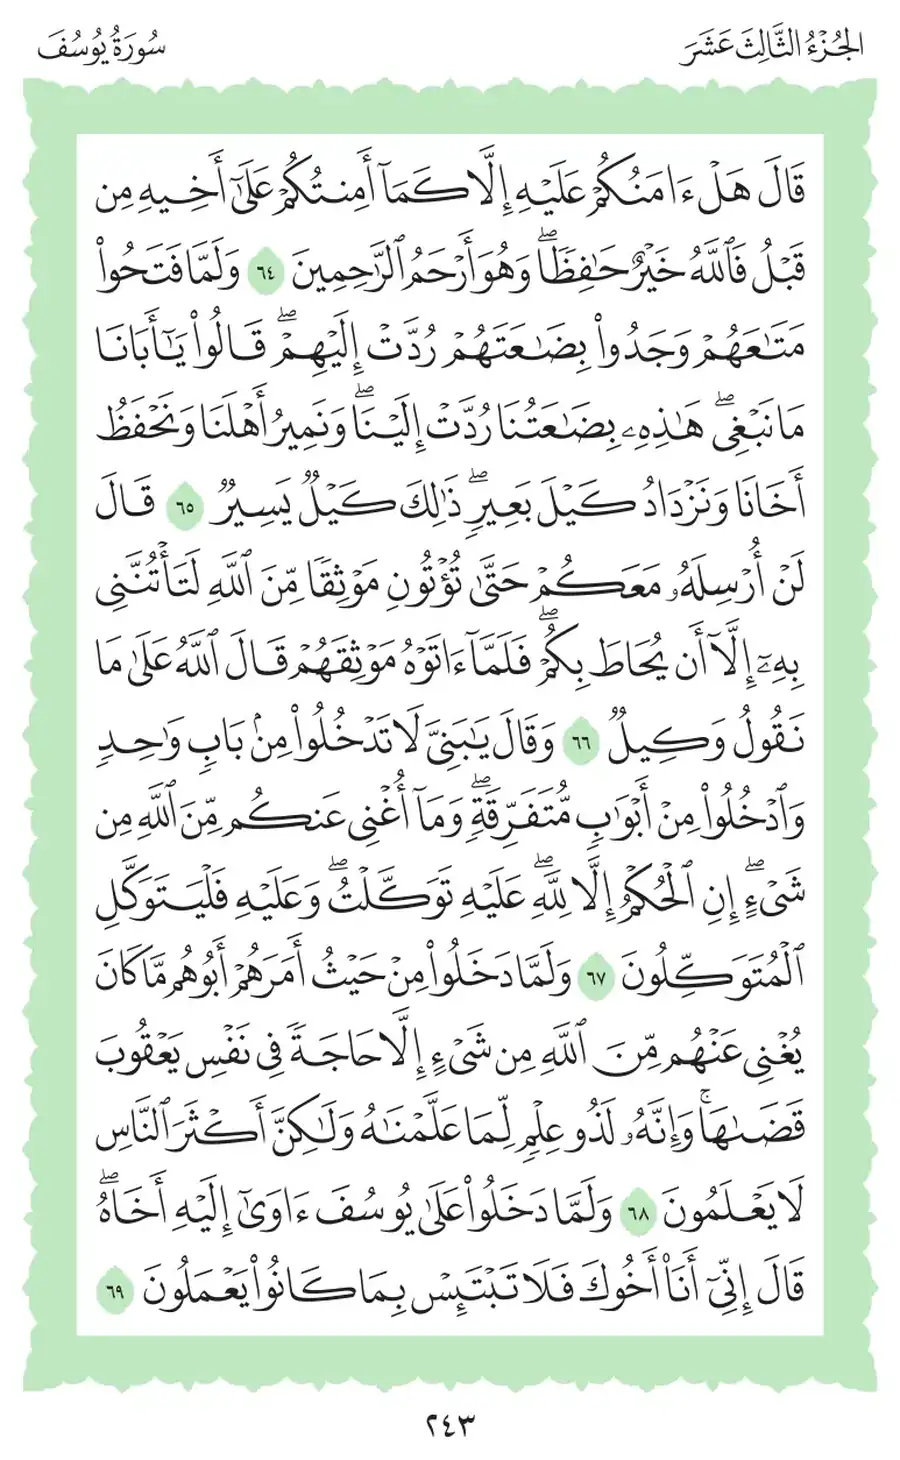 الجُزْءُ الثَّالِثَ عَشَرَ
سُورَةُ يُوسُفَ
قَالَ هَلْ ءَامَنُكُمْ عَلَيْهِ إِلَّا كَمَآ أَمِنتُكُمْ عَلَىٰٓ أَخِيهِ مِن
قَبْلُ فَٱللَّهُ خَيْرٌ حَٰفِظٗاۖ وَهُوَ أَرْحَمُ ٱلرَّٰحِمِينَ ٦٤ وَلَمَّا فَتَحُواْ
مَتَٰعَهُمْ وَجَدُواْ بِضَٰعَتَهُمْ رُدَّتْ إِلَيْهِمْۖ قَالُواْ يَٰٓأَبَانَا
مَا نَبْغِيۖ هَٰذِهِۦ بِضَٰعَتُنَا رُدَّتْ إِلَيْنَاۖ وَنَمِيرُ أَهْلَنَا وَنَحْفَظُ
أَخَانَا وَنَزْدَادُ كَيْلَ بَعِيرٖۖ ذَٰلِكَ كَيْلٞ يَسِيرٞ ٦٥ قَالَ
لَنْ أُرْسِلَهُۥ مَعَكُمْ حَتَّىٰ تُؤْتُونِ مَوْثِقٗا مِّنَ ٱللَّهِ لَتَأْتُنَّنِي
بِهِۦٓ إِلَّآ أَن يُحَاطَ بِكُمْۖ فَلَمَّآ ءَاتَوْهُ مَوْثِقَهُمْ قَالَ ٱللَّهُ عَلَىٰ مَا
نَقُولُ وَكِيلٞ ٦٦ وَقَالَ يَٰبَنِيَّ لَا تَدْخُلُواْ مِنۢ بَابٖ وَٰحِدٖ
وَٱدْخُلُواْ مِنْ أَبْوَٰبٖ مُّتَفَرِّقَةٖۖ وَمَآ أُغْنِي عَنكُم مِّنَ ٱللَّهِ مِن
شَيْءٍۖ إِنِ ٱلْحُكْمُ إِلَّا لِلَّهِۖ عَلَيْهِ تَوَكَّلْتُۖ وَعَلَيْهِ فَلْيَتَوَكَّلِ
ٱلْمُتَوَكِّلُونَ ٦٧ وَلَمَّا دَخَلُواْ مِنْ حَيْثُ أَمَرَهُمْ أَبُوهُم مَّا كَانَ
يُغْنِي عَنْهُم مِّنَ ٱللَّهِ مِن شَيْءٍ إِلَّا حَاجَةٗ فِي نَفْسِ يَعْقُوبَ
قَضَىٰهَاۚ وَإِنَّهُۥ لَذُو عِلْمٖ لِّمَا عَلَّمْنَٰهُ وَلَٰكِنَّ أَكْثَرَ ٱلنَّاسِ
لَا يَعْلَمُونَ ٦٨ وَلَمَّا دَخَلُواْ عَلَىٰ يُوسُفَ ءَاوَىٰٓ إِلَيْهِ أَخَاهُۖ
قَالَ إِنِّيٓ أَنَا۠ أَخُوكَ فَلَا تَبْتَئِسْ بِمَا كَانُواْ يَعْمَلُونَ ٦٩
٢٤٣